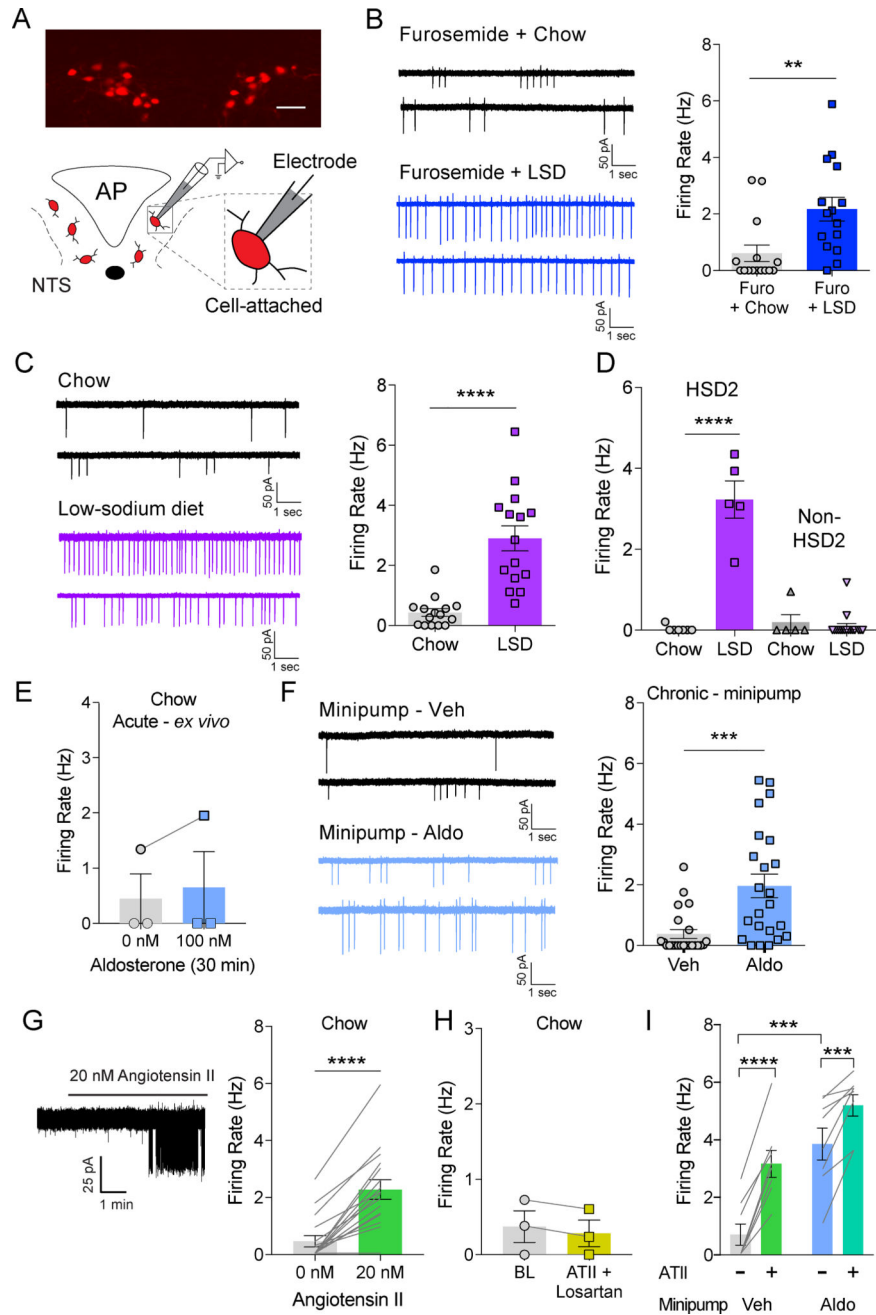 A
AP
NTS
Electrode
Cell-attached
B
Furosemide + Chow
50 pA
1 sec
Furosemide + LSD
50 pA
1 sec
Firing Rate (Hz)
8
6
4
2
0
**
Furo
+ Chow
Furo
+ LSD
C
Chow
50 pA
1 sec
Low-sodium diet
50 pA
1 sec
Firing Rate (Hz)
8
6
4
2
0
****
Chow
LSD
D
Firing Rate (Hz)
6
4
2
0
HSD2
****
Non-
HSD2
Chow
LSD
Chow
LSD
E
Chow
Acute - ex vivo
Firing Rate (Hz)
4
3
2
1
0
0 nM
100 nM
Aldosterone (30 min)
F
Minipump - Veh
50 pA
1 sec
Minipump - Aldo
50 pA
1 sec
Chronic - minipump
Firing Rate (Hz)
8
6
4
2
0
***
Veh
Aldo
G
20 nM Angiotensin II
25 pA
1 min
Chow
Firing Rate (Hz)
8
6
4
2
0
****
0 nM
20 nM
Angiotensin II
H
Chow
Firing Rate (Hz)
3
2
1
0
BL
ATII +
Losartan
I
Firing Rate (Hz)
8
6
4
2
0
***
****
***
ATII
– + – +
Minipump
Veh
Aldo